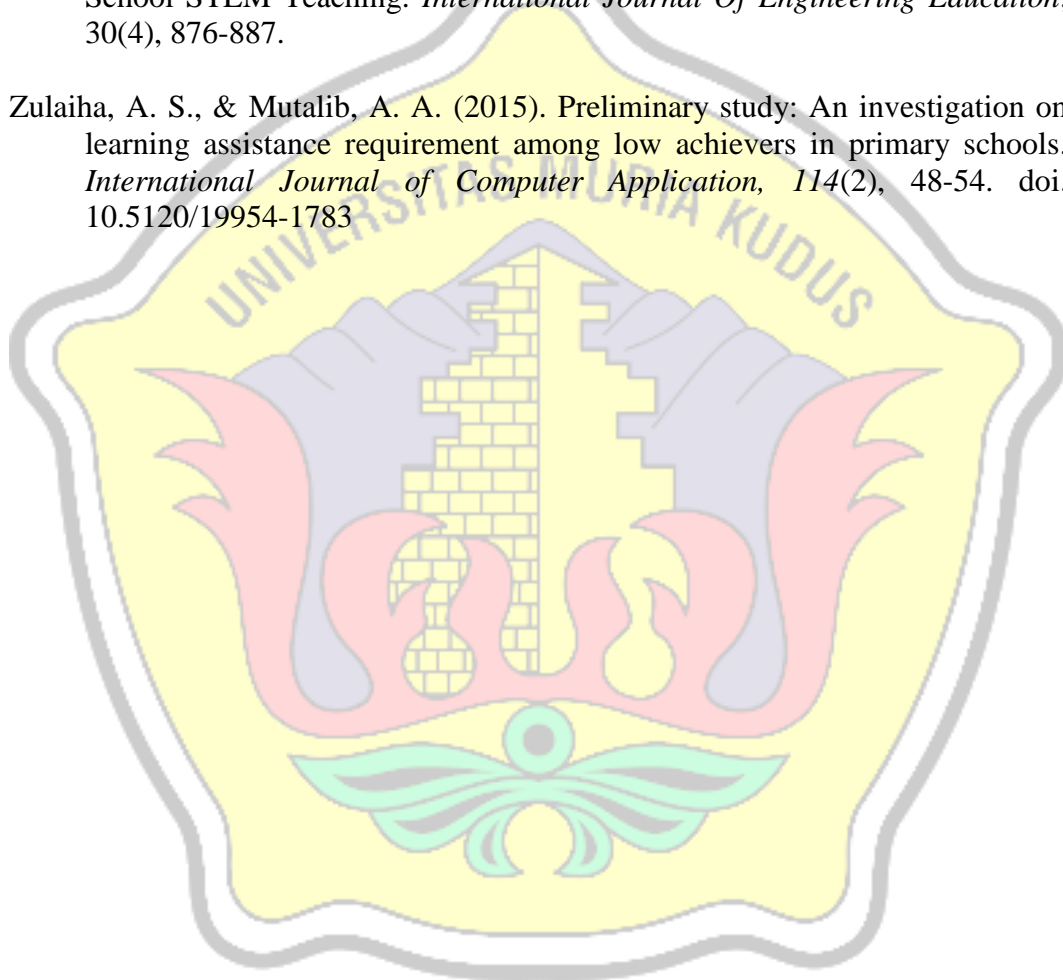 School STEM Teaching. International Journal Of Engineering Education.
30(4), 876-887.
Zulaiha, A. S., & Mutalib, A. A. (2015). Preliminary study: An investigation on
learning assistance requirement among low achievers in primary schools.
International Journal of Computer Application, 114(2), 48-54. doi.
10.5120/19954-1783
UNIVERSITAS MURIA KUDUS